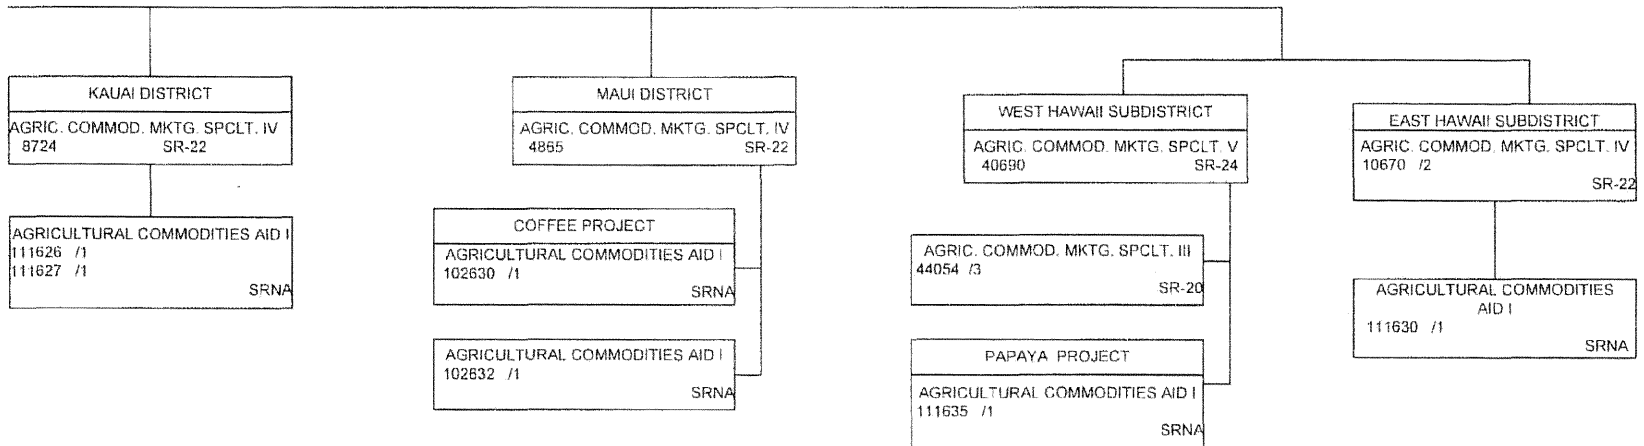 KAUAI DISTRICT
AGRIC. COMMOD. MKTG. SPCLT. IV
8724 SR-22
AGRICULTURAL COMMODITIES AID I
111626 /1
111627 /1
SRNA
MAUI DISTRICT
AGRIC. COMMOD. MKTG. SPCLT. IV
4865 SR-22
COFFEE PROJECT
AGRICULTURAL COMMODITIES AID I
102630 /1
SRNA
AGRICULTURAL COMMODITIES AID I
102632 /1
SRNA
WEST HAWAII SUBDISTRICT
AGRIC. COMMOD. MKTG. SPCLT. V
40690 SR-24
AGRIC. COMMOD. MKTG. SPCLT. III
44054 /3
SR-20
PAPAYA PROJECT
AGRICULTURAL COMMODITIES AID I
111635 /1
SRNA
EAST HAWAII SUBDISTRICT
AGRIC. COMMOD. MKTG. SPCLT. IV
10670 /2
SR-22
AGRICULTURAL COMMODITIES
AID I
111630 /1
SRNA